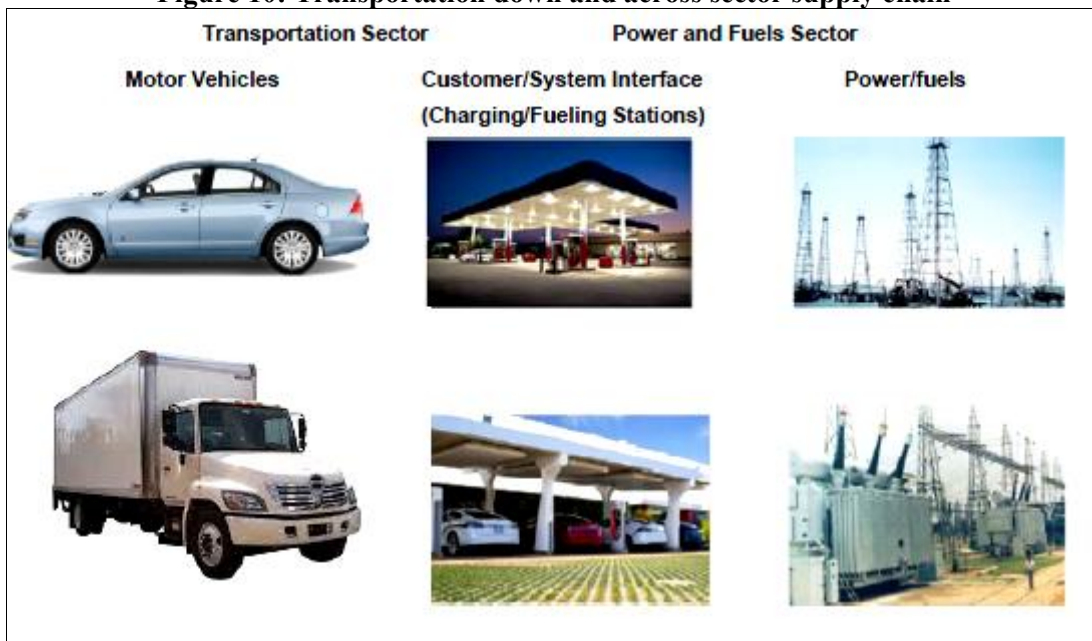 Figure 10: Transportation down and across sector supply chain
Transportation Sector Power and Fuels Sector
Motor Vehicles Customer/System Interface Power/fuels
(Charging/Fueling Stations)